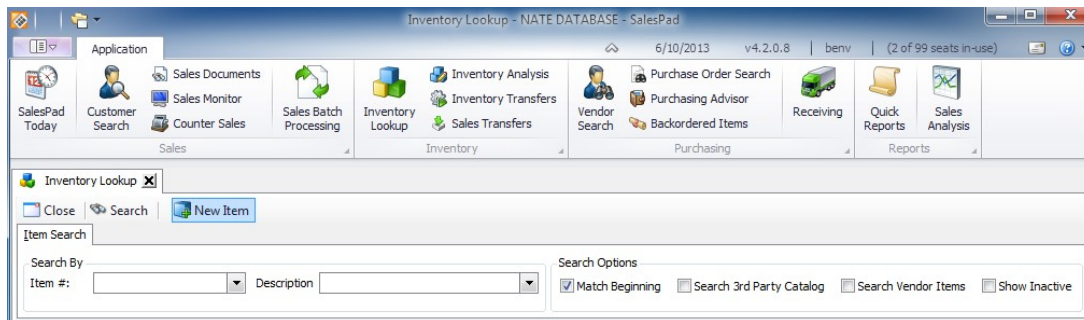 Inventory Lookup - NATE DATABASE - SalesPad
Application 6/10/2013 v4.2.0.8 | benv | (2 of 99 seats in-use)
SalesPad Today
Customer Search
Sales Documents
Sales Monitor
Counter Sales
Sales Batch Processing
Sales
Inventory Lookup
Inventory Analysis
Inventory Transfers
Sales Transfers
Inventory
Vendor Search
Purchase Order Search
Purchasing Advisor
Backordered Items
Receiving
Purchasing
Quick Reports
Sales Analysis
Reports
Inventory Lookup
Close Search New Item
Item Search
Search By
Item #: Description
Search Options
Match Beginning Search 3rd Party Catalog Search Vendor Items Show Inactive